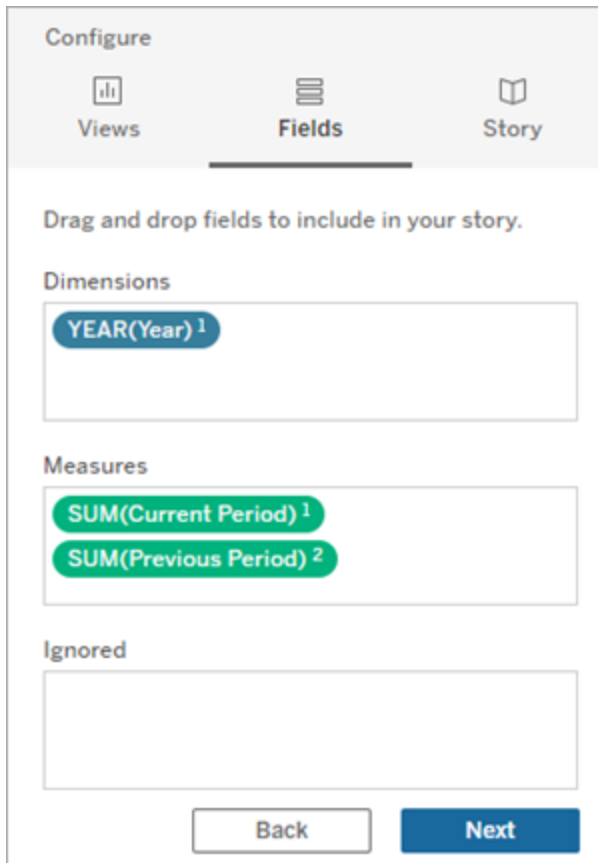 Configure
Views Fields Story
Drag and drop fields to include in your story.
Dimensions
YEAR(Year) 1
Measures
SUM(Current Period) 1
SUM(Previous Period) 2
Ignored
Back Next